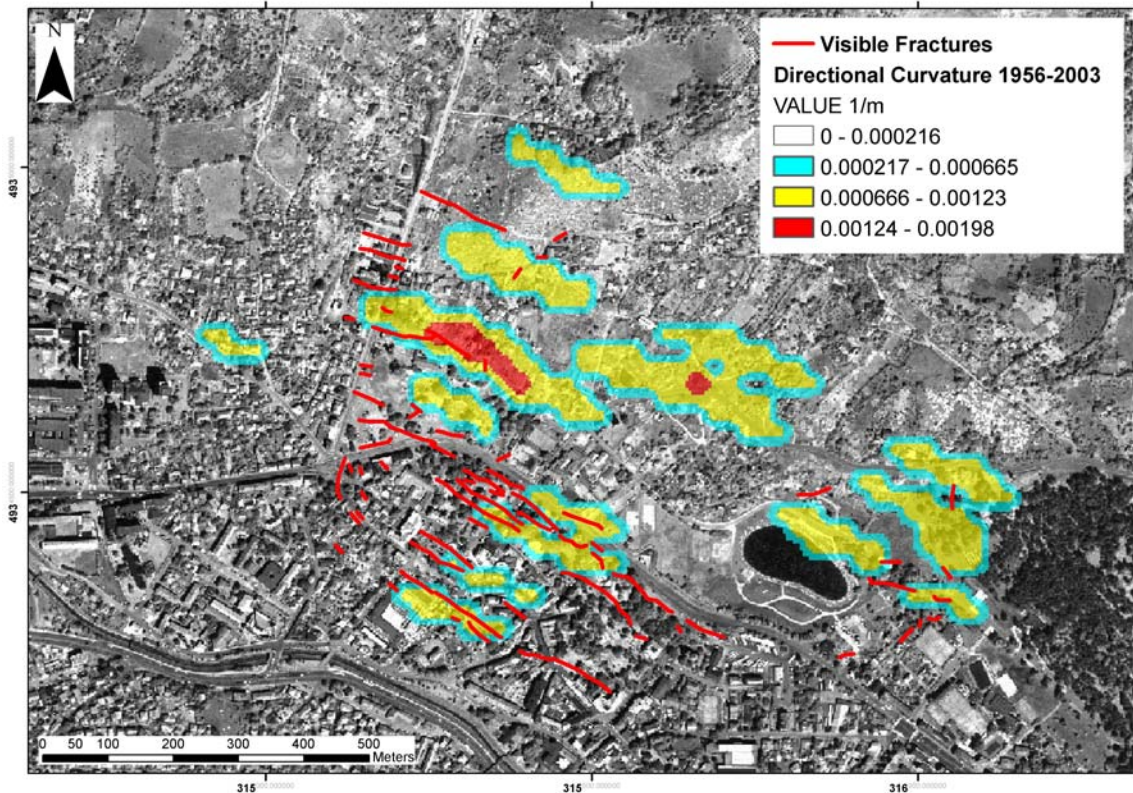 N
Visible Fractures
Directional Curvature 1956-2003
VALUE 1/m
0 - 0.000216
0.000217 - 0.000665
0.000666 - 0.00123
0.00124 - 0.00198
493
493
0 50 100 200 300 400 500
Meters
315
315
316